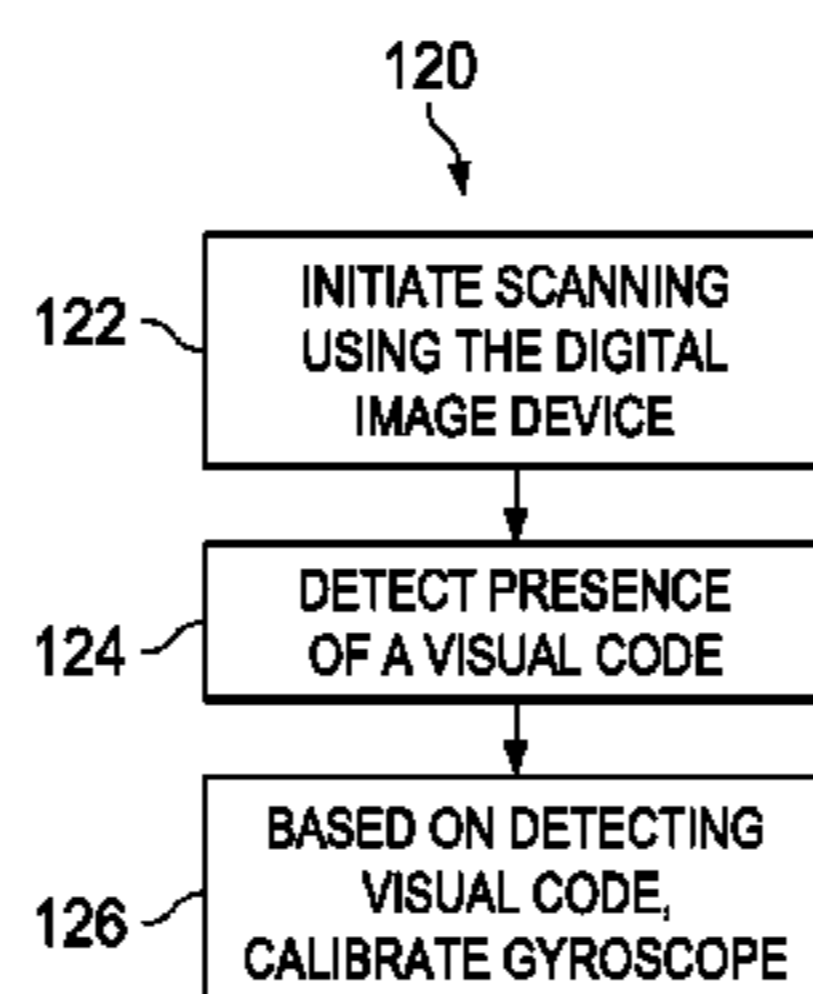 120
122
INITIATE SCANNING
USING THE DIGITAL
IMAGE DEVICE
124
DETECT PRESENCE
OF A VISUAL CODE
126
BASED ON DETECTING
VISUAL CODE,
CALIBRATE GYROSCOPE